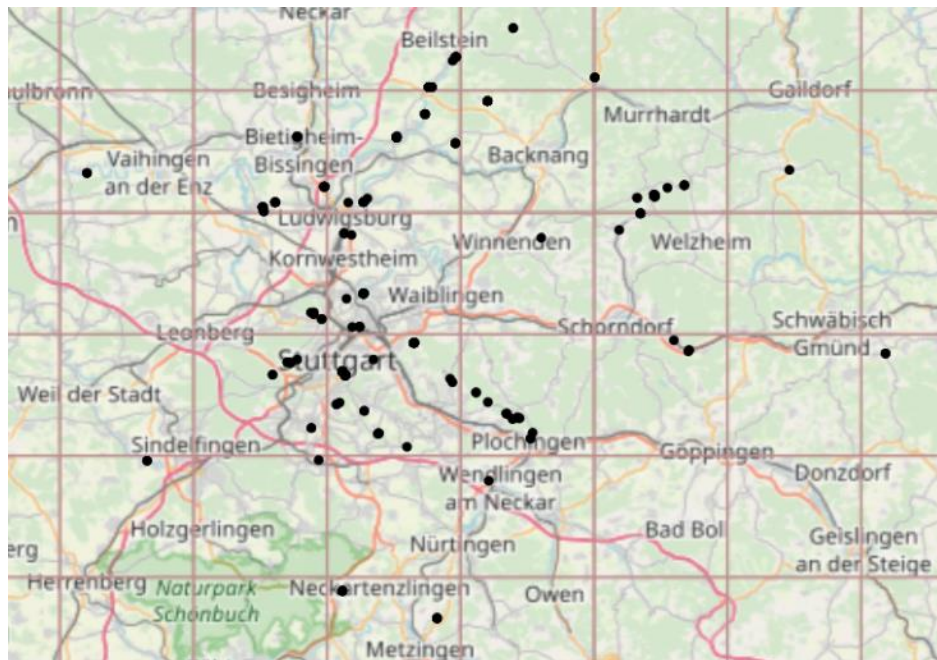 Neckar
Beilstein
ulbronn
Besigheim
Gaildorf
Murrhardt
Bietigheim-
Bissingen
Vaihingen
an der Enz
Backnang
Ludwigsburg
Winnenden
Welzheim
Kornwestheim
Waiblingen
Schorndorf
Schwäbisch
Gmünd
Leonberg
Stuttgart
Weil der Stadt
Sindelfingen
Plochingen
Göppingen
Wendlingen
am Neckar
Donzdorf
Holzgerlingen
Nürtingen
Bad Bol
Geislingen
an der Steige
erg
Herrenberg
Naturpark
Schönbuch
Neckartenzlingen
Owen
Metzingen